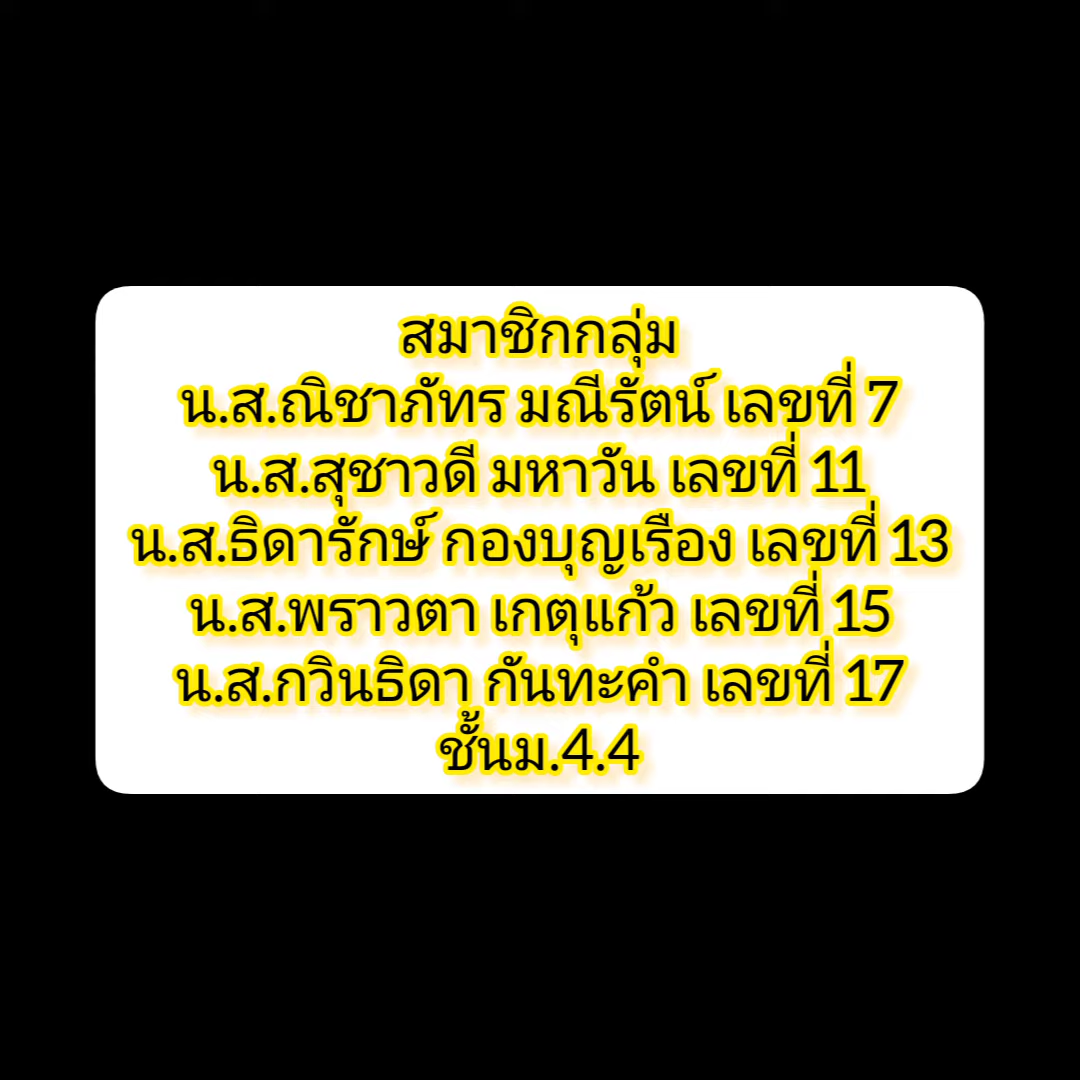 สมาชิกกลุ่ม
น.ส.ณิชาภัทร มณีรัตน์ เลขที่ 7
น.ส.สุชาวดี มหาวัน เลขที่ 11
น.ส.ธิดารักษ์ กองบุญเรือง เลขที่ 13
น.ส.พราวตา เกตุแก้ว เลขที่ 15
น.ส.กวินธิดา กันทะคำ เลขที่ 17
ชั้นม.4.4